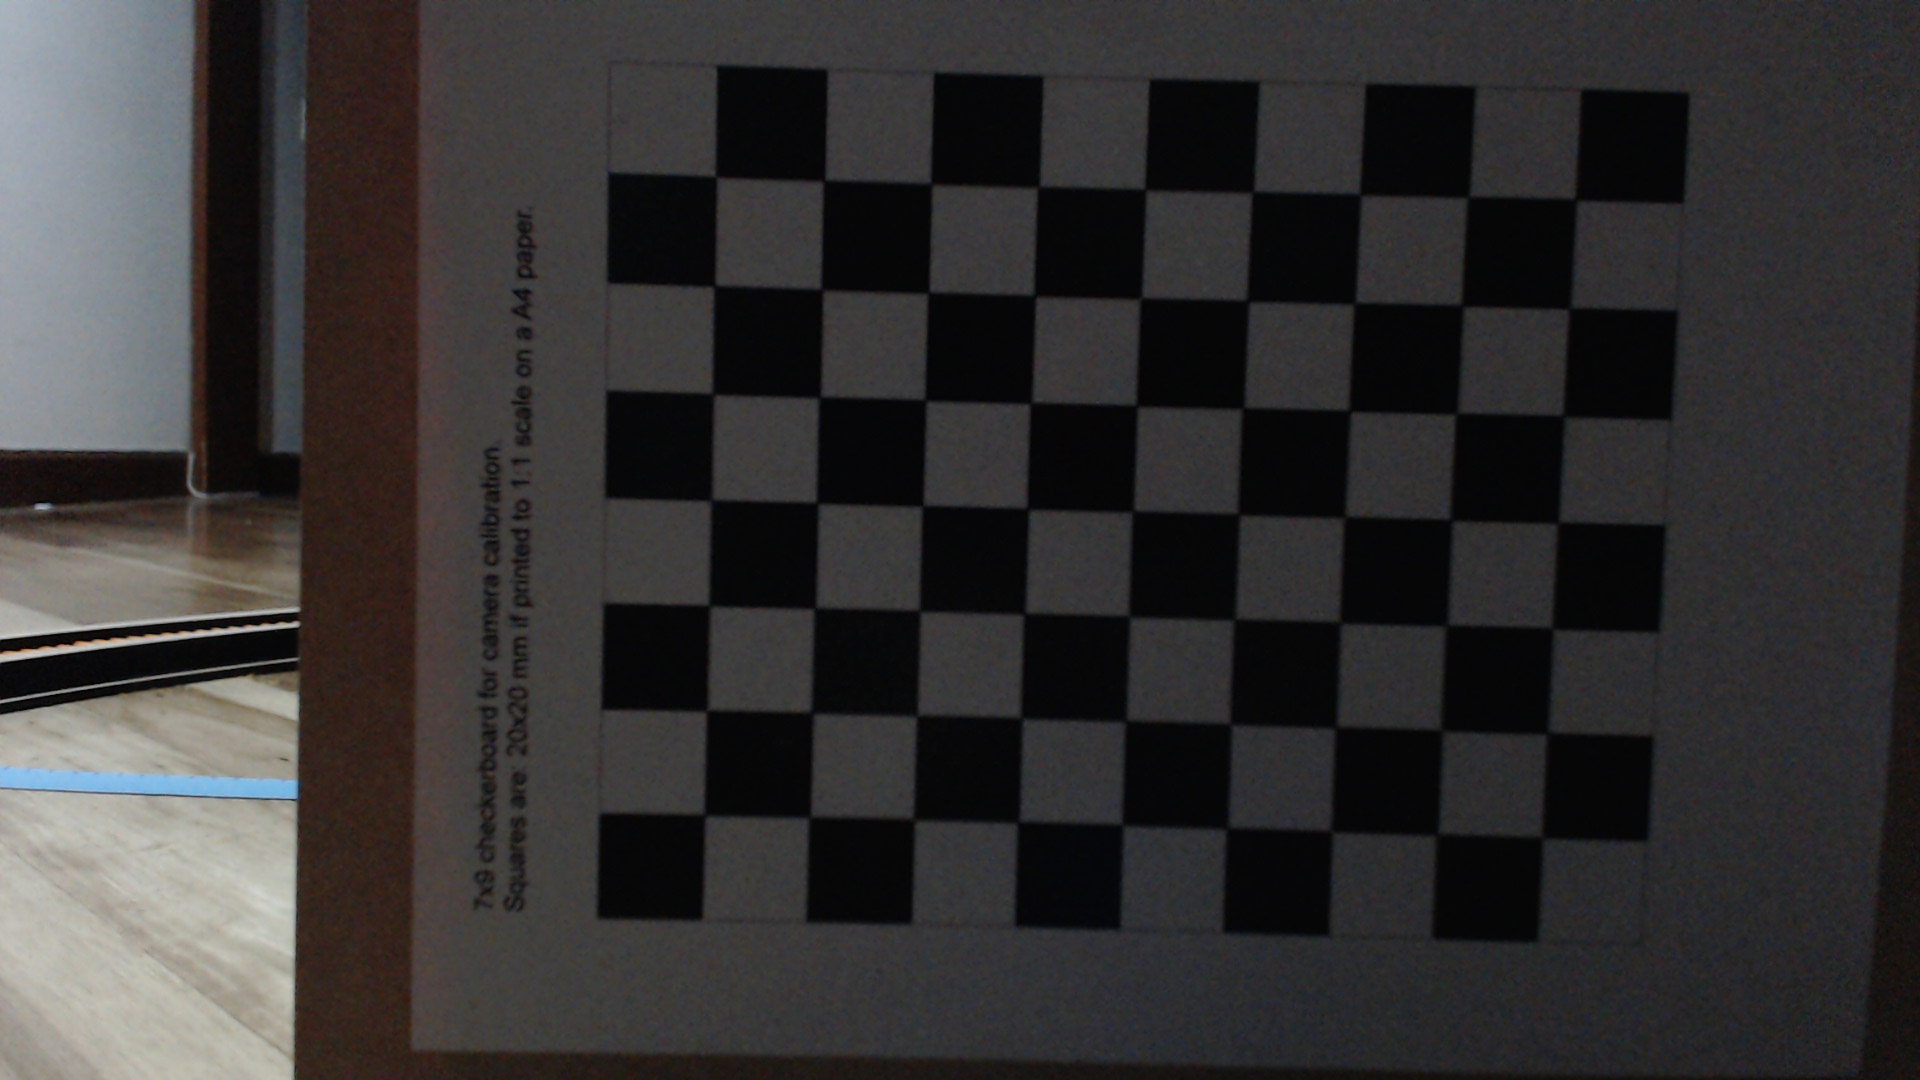 7x9 checkerboard for camera calibration.
Squares are: 20x20 mm if printed to 1:1 scale on a A4 paper.